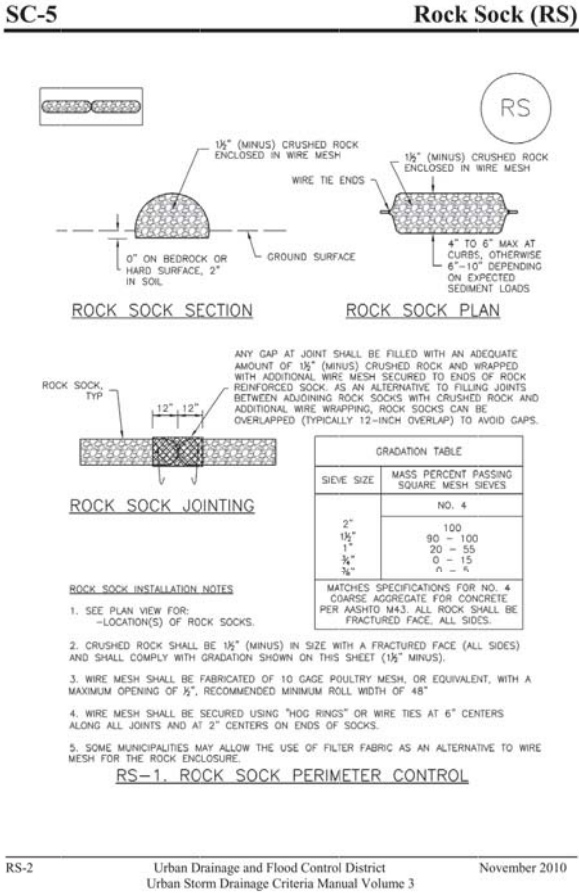 SC-5 Rock Sock (RS)
RS
1½" (MINUS) CRUSHED ROCK
ENCLOSED IN WIRE MESH
0" ON BEDROCK OR
HARD SURFACE, 2"
IN SOIL
GROUND SURFACE
ROCK SOCK SECTION
1½" (MINUS) CRUSHED ROCK
ENCLOSED IN WIRE MESH
WIRE TIE ENDS
4" TO 6" MAX AT
CURBS, OTHERWISE
6"-10" DEPENDING
ON EXPECTED
SEDIMENT LOADS
ROCK SOCK PLAN
ANY GAP AT JOINT SHALL BE FILLED WITH AN ADEQUATE
AMOUNT OF 1½" (MINUS) CRUSHED ROCK AND WRAPPED
WITH ADDITIONAL WIRE MESH SECURED TO ENDS OF ROCK
REINFORCED SOCK. AS AN ALTERNATIVE TO FILLING JOINTS
BETWEEN ADJOINING ROCK SOCKS WITH CRUSHED ROCK AND
ADDITIONAL WIRE WRAPPING, ROCK SOCKS CAN BE
OVERLAPPED (TYPICALLY 12-INCH OVERLAP) TO AVOID GAPS.
ROCK SOCK,
TYP
12" 12"
ROCK SOCK JOINTING
GRADATION TABLE
SIEVE SIZE
MASS PERCENT PASSING
SQUARE MESH SIEVES
NO. 4
2" 100
1½" 90 - 100
1" 20 - 55
¾" 0 - 15
⅜" 0 - 5
MATCHES SPECIFICATIONS FOR NO. 4
COARSE AGGREGATE FOR CONCRETE
PER AASHTO M43. ALL ROCK SHALL BE
FRACTURED FACE, ALL SIDES.
ROCK SOCK INSTALLATION NOTES
1. SEE PLAN VIEW FOR:
-LOCATION(S) OF ROCK SOCKS.
2. CRUSHED ROCK SHALL BE 1½" (MINUS) IN SIZE WITH A FRACTURED FACE (ALL SIDES)
AND SHALL COMPLY WITH GRADATION SHOWN ON THIS SHEET (1½" MINUS).
3. WIRE MESH SHALL BE FABRICATED OF 10 GAGE POULTRY MESH, OR EQUIVALENT, WITH A
MAXIMUM OPENING OF ½", RECOMMENDED MINIMUM ROLL WIDTH OF 48"
4. WIRE MESH SHALL BE SECURED USING "HOG RINGS" OR WIRE TIES AT 6" CENTERS
ALONG ALL JOINTS AND AT 2" CENTERS ON ENDS OF SOCKS.
5. SOME MUNICIPALITIES MAY ALLOW THE USE OF FILTER FABRIC AS AN ALTERNATIVE TO WIRE
MESH FOR THE ROCK ENCLOSURE.
RS-1. ROCK SOCK PERIMETER CONTROL
RS-2 Urban Drainage and Flood Control District November 2010
Urban Storm Drainage Criteria Manual Volume 3